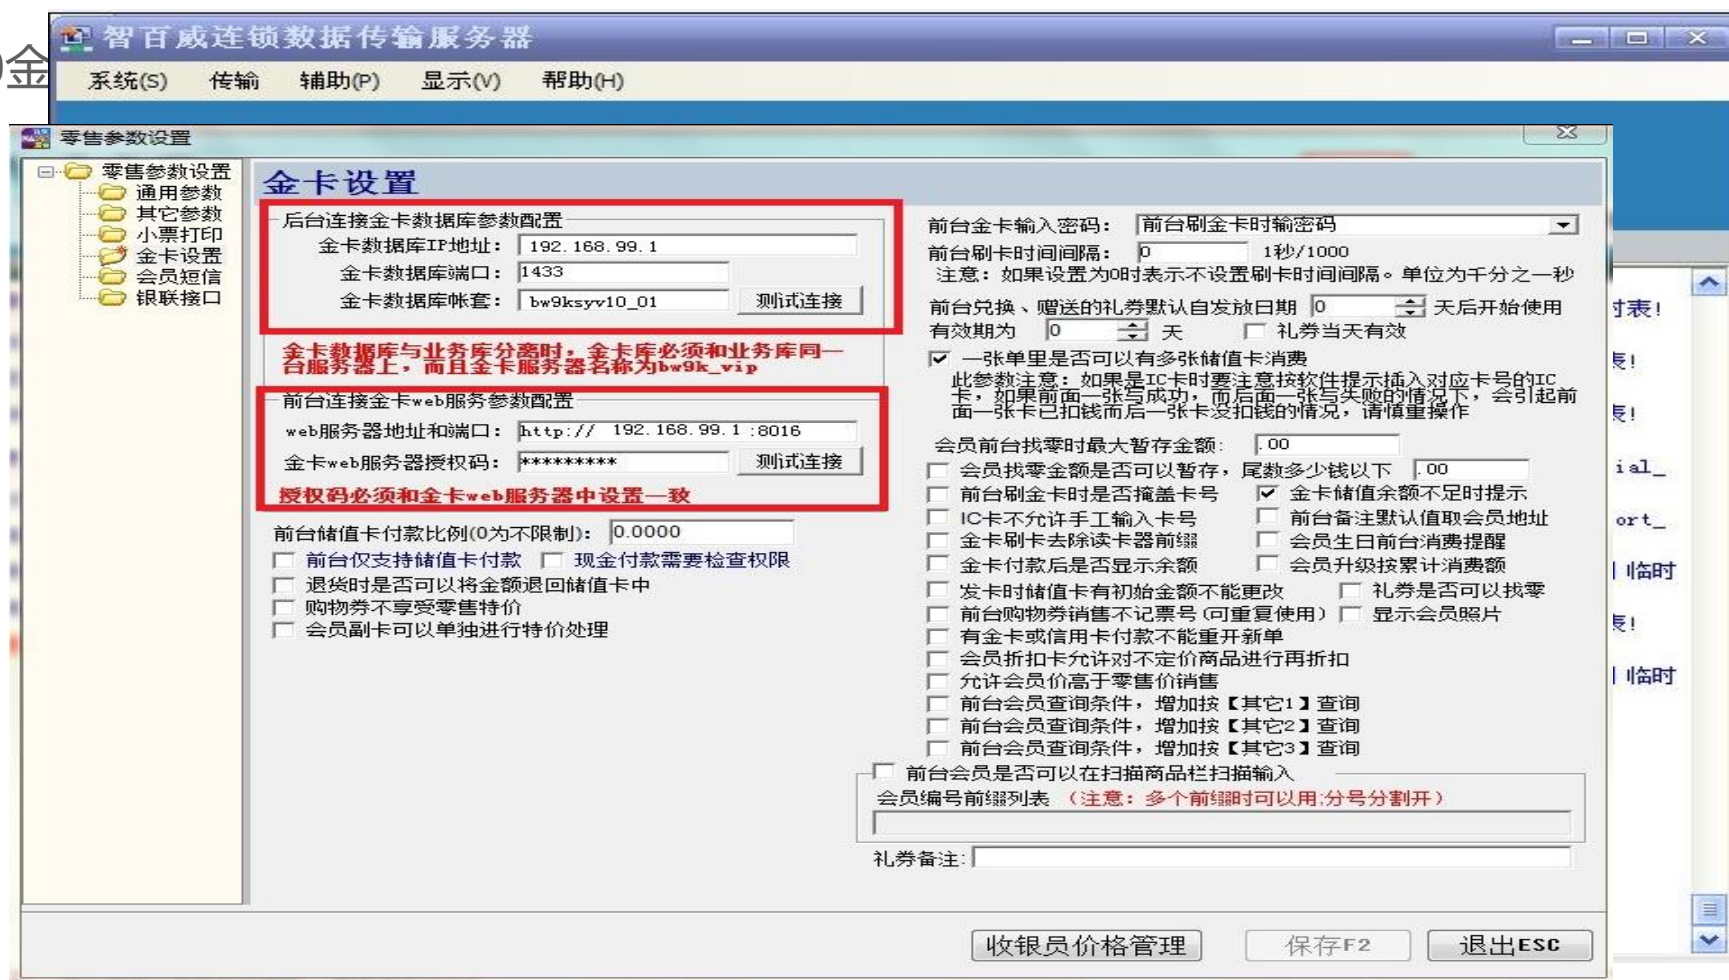 智百威连锁数据传输服务器
金
系统(S) 传输 辅助(P) 显示(V) 帮助(H)
零售参数设置
零售参数设置
通用参数
其它参数
小票打印
金卡设置
会员短信
银联接口
金卡设置
后台连接金卡数据库参数配置
金卡数据库IP地址: 192.168.99.1
金卡数据库端口: 1433
金卡数据库帐套: bw9ksyv10_01 测试连接
金卡数据库与业务库分离时，金卡库必须和业务库同一
台服务器上，而且金卡服务器名称为bw9k_vip
前台连接金卡web服务参数配置
web服务器地址和端口: http:// 192.168.99.1 :8016
金卡web服务器授权码: ********* 测试连接
授权码必须和金卡web服务器中设置一致
前台储值卡付款比例(0为不限制): 0.0000
前台仅支持储值卡付款 现金付款需要检查权限
退货时是否可以将金额退回储值卡中
购物券不享受零售特价
会员副卡可以单独进行特价处理
前台金卡输入密码: 前台刷金卡时输密码
前台刷卡时间间隔: 0 1秒/1000
注意: 如果设置为0时表示不设置刷卡时间间隔。单位为千分之一秒
前台兑换、赠送的礼券默认自发放日期 0 天后开始使用
有效期为 0 天 礼券当天有效
一张单里是否可以有多张储值卡消费
此参数注意: 如果是IC卡时要注意按软件提示插入对应卡号的IC
卡，如果前面一张写成功，而后面一张写失败的情况下，会引起前
面一张卡已扣钱而后一张卡没扣钱的情况，请慎重操作
会员前台找零时最大暂存金额: .00
会员找零金额是否可以暂存，尾数多少钱以下 .00
前台刷金卡时是否掩盖卡号 金卡储值余额不足时提示
IC卡不允许手工输入卡号 前台备注默认值取会员地址
金卡刷卡去除读卡器前缀 会员生日前台消费提醒
金卡付款后是否显示余额 会员升级按累计消费额
发卡时储值卡有初始金额不能更改 礼券是否可以找零
前台购物券销售不记票号(可重复使用) 显示会员照片
有金卡或信用卡付款不能重开新单
会员折扣卡允许对不定价商品进行再折扣
允许会员价高于零售价销售
前台会员查询条件，增加按【其它1】查询
前台会员查询条件，增加按【其它2】查询
前台会员查询条件，增加按【其它3】查询
前台会员是否可以在扫描商品栏扫描输入
会员编号前缀列表 (注意: 多个前缀时可以用;分号分割开)
礼券备注:
收银员价格管理 保存F2 退出ESC
时表!
表!
表!
ial_
ort_
临时
表!
临时